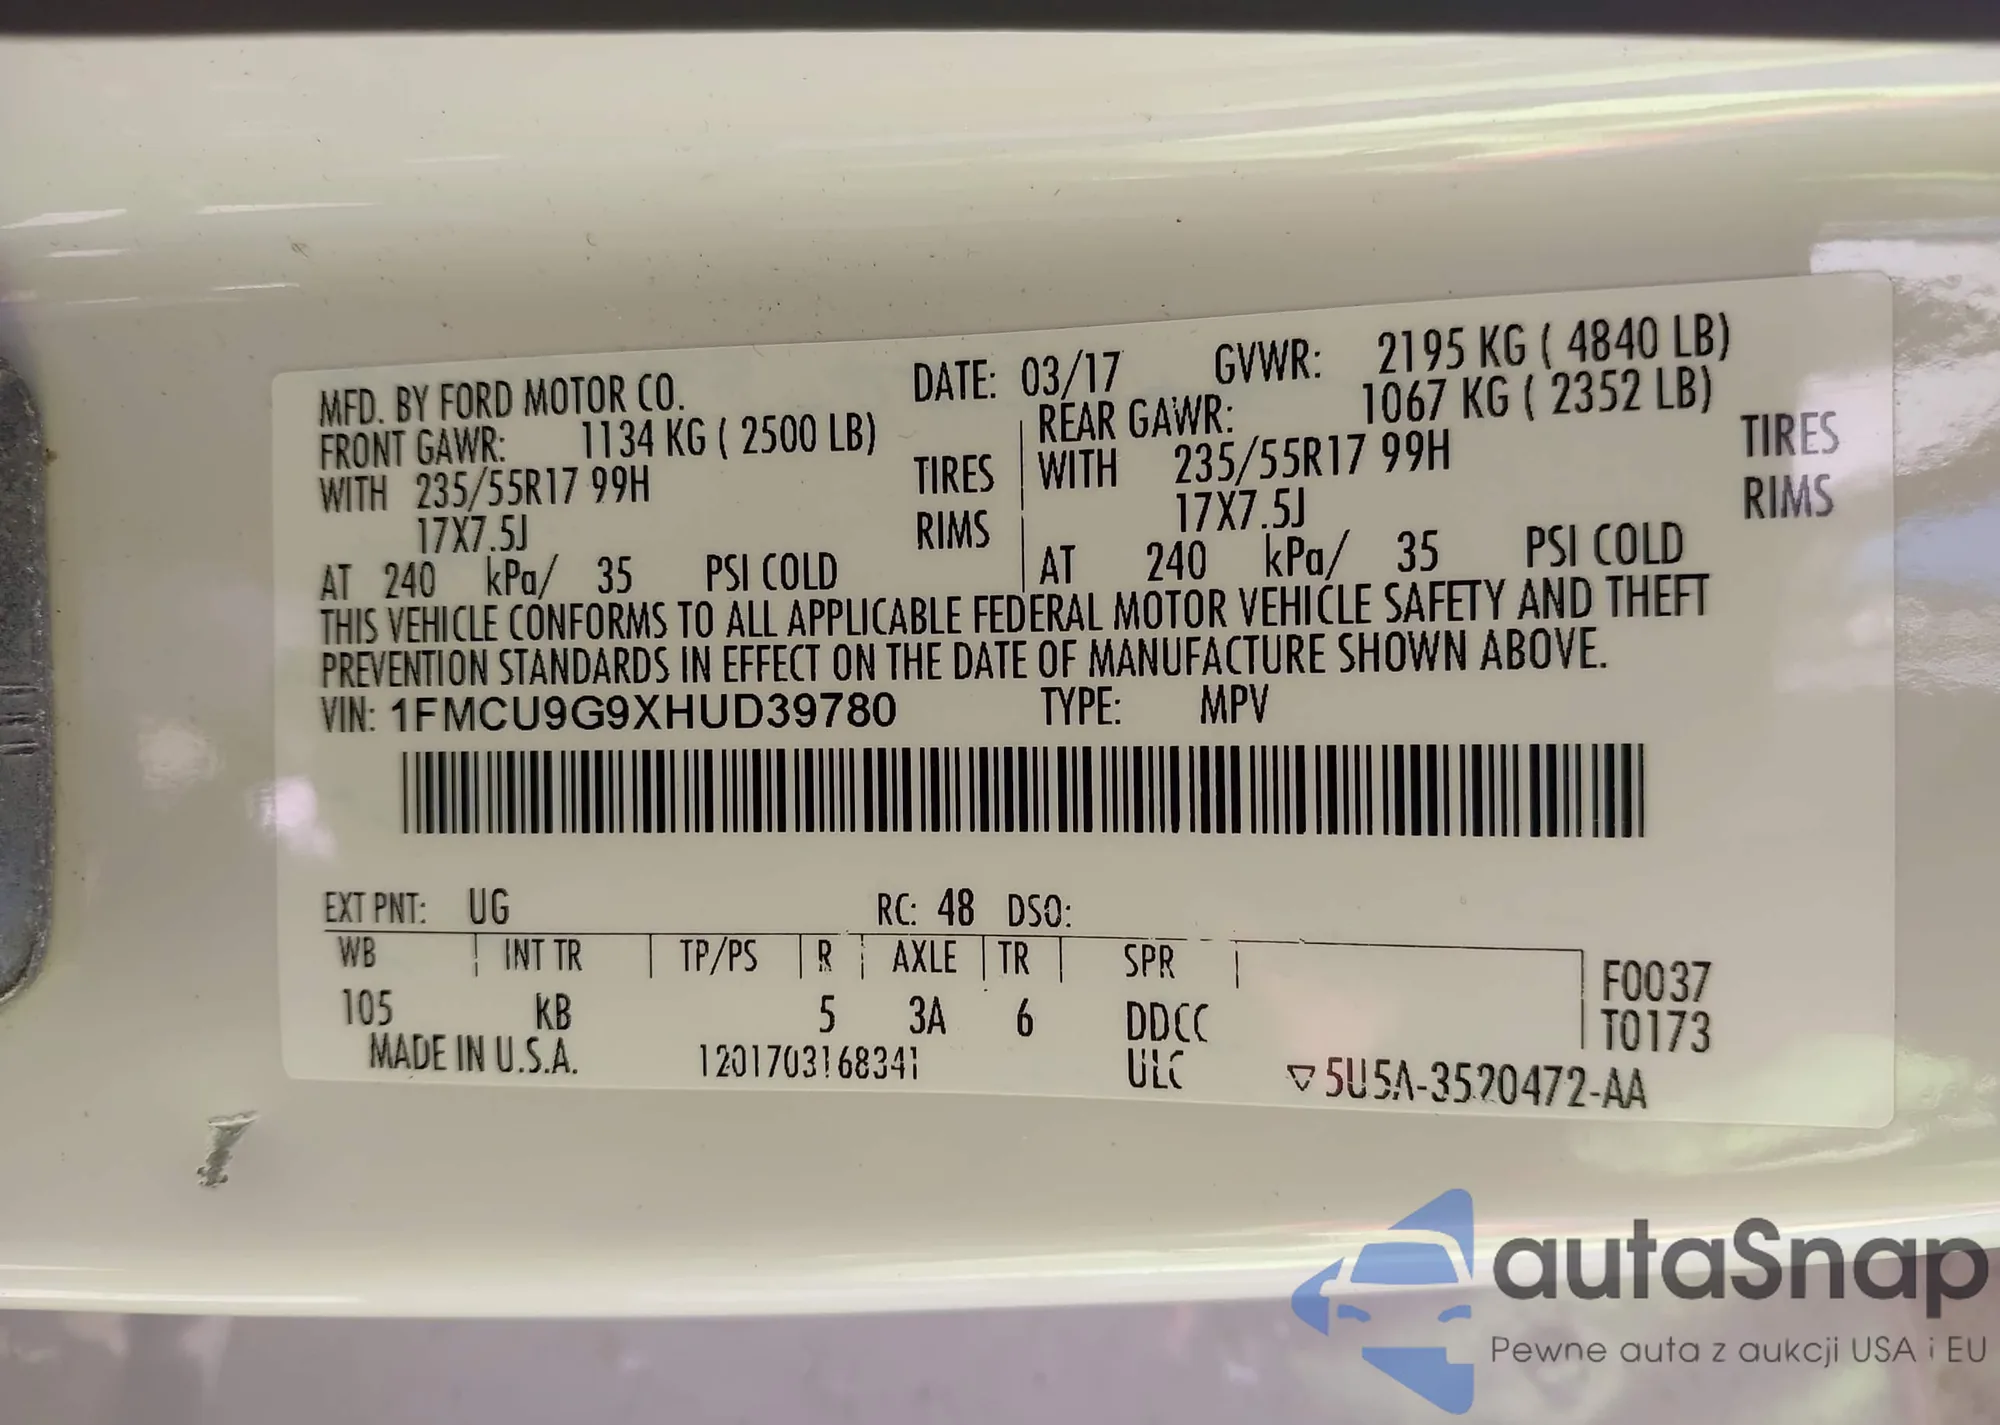 MFD. BY FORD MOTOR CO. DATE: 03/17 GVWR: 2195 KG ( 4840 LB)
FRONT GAWR: 1134 KG ( 2500 LB) REAR GAWR: 1067 KG ( 2352 LB)
WITH 235/55R17 99H TIRES WITH 235/55R17 99H TIRES
17X7.5J RIMS 17X7.5J RIMS
AT 240 kPa/ 35 PSI COLD AT 240 kPa/ 35 PSI COLD
THIS VEHICLE CONFORMS TO ALL APPLICABLE FEDERAL MOTOR VEHICLE SAFETY AND THEFT
PREVENTION STANDARDS IN EFFECT ON THE DATE OF MANUFACTURE SHOWN ABOVE.
VIN: 1FMCU9G9XHUD39780 TYPE: MPV
EXT PNT: UG RC: 48 DSO:
WB INT TR TP/PS R AXLE TR SPR F0037
105 KB 5 3A 6 DDCC T0173
MADE IN U.S.A. 1201703168341 ULC ▽5U5A-3520472-AA
autaSnap
Pewne auta z aukcji USA i EU